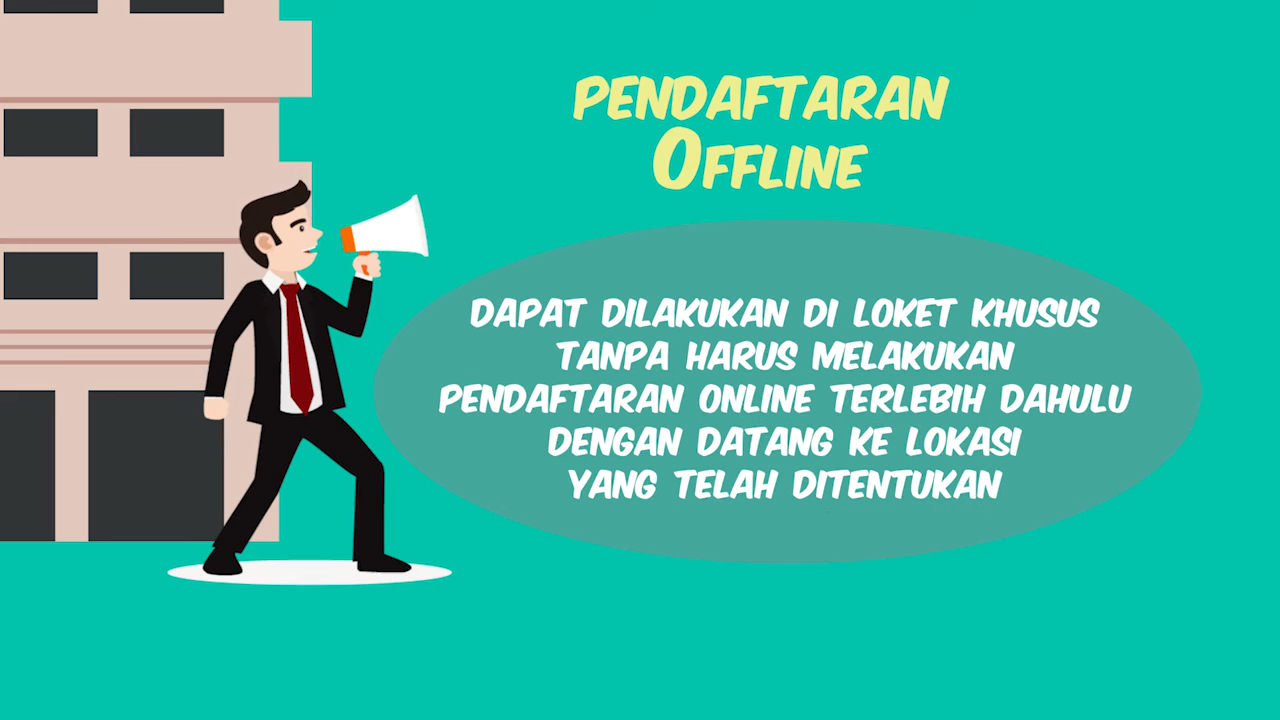 PENDAFTARAN
OFFLINE
DAPAT DILAKUKAN DI LOKET KHUSUS
TANPA HARUS MELAKUKAN
PENDAFTARAN ONLINE TERLEBIH DAHULU
DENGAN DATANG KE LOKASI
YANG TELAH DITENTUKAN